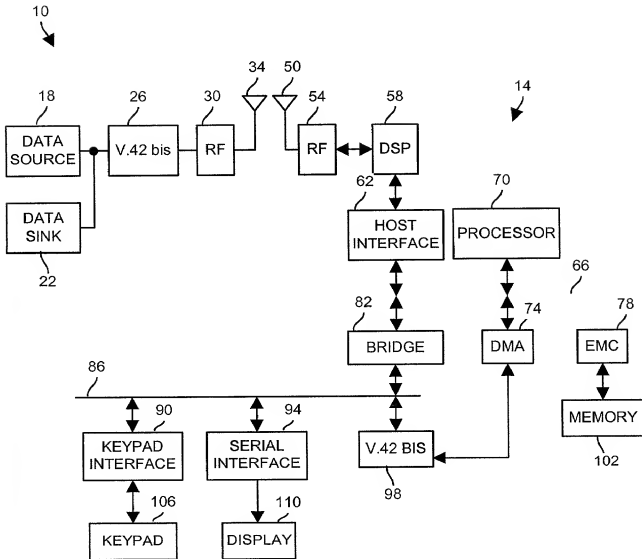 10
34
50
14
18
26
30
54
58
DATA
SOURCE
V.42 bis
RF
RF
DSP
62
70
DATA
SINK
HOST
INTERFACE
PROCESSOR
22
66
82
74
78
BRIDGE
DMA
EMC
86
90
94
MEMORY
KEYPAD
INTERFACE
SERIAL
INTERFACE
V.42 BIS
102
98
106
110
KEYPAD
DISPLAY